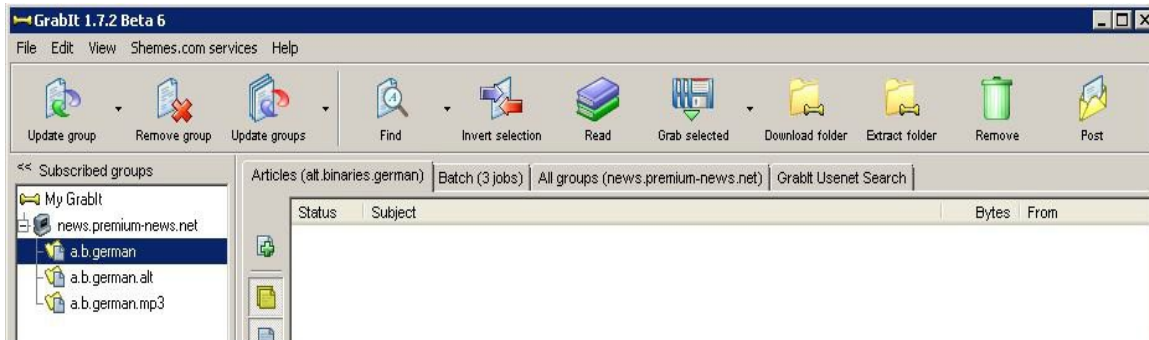 GrabIt 1.7.2 Beta 6
File Edit View Shemes.com services Help
Update group Remove group Update groups Find Invert selection Read Grab selected Download folder Extract folder Remove Post
<< Subscribed groups
My GrabIt
news.premium-news.net
a.b.german
a.b.german.alt
a.b.german.mp3
Articles (alt.binaries.german) Batch (3 jobs) All groups (news.premium-news.net) GrabIt Usenet Search
Status Subject Bytes From